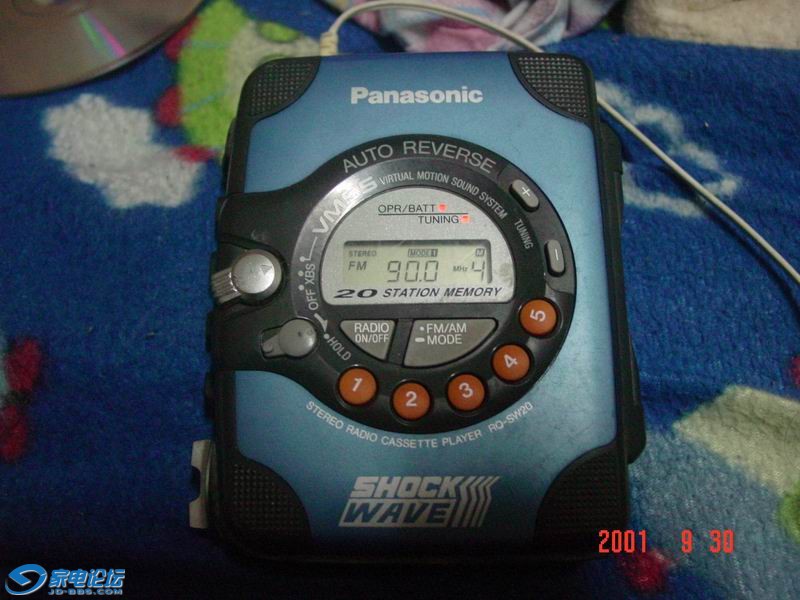 Panasonic
AUTO REVERSE
VMSS VIRTUAL MOTION SOUND SYSTEM
OPR/BATT
TUNING
+
TUNING
-
STEREO MODE 1 M
FM 90.0 MHz 4
20 STATION MEMORY
OFF XBS
HOLD
RADIO ON/OFF
FM/AM
MODE
1 2 3 4 5
STEREO RADIO CASSETTE PLAYER RQ-SW20
SHOCK
WAVE
2001 9 30
家电论坛
JD-BBS.COM